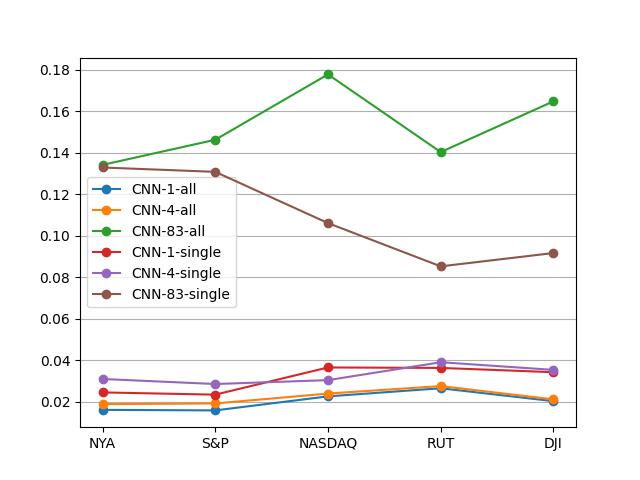 0.18
0.16
0.14
0.12
0.10
0.08
0.06
0.04
0.02
CNN-1-all
CNN-4-all
CNN-83-all
CNN-1-single
CNN-4-single
CNN-83-single
NYA S&P NASDAQ RUT DJI